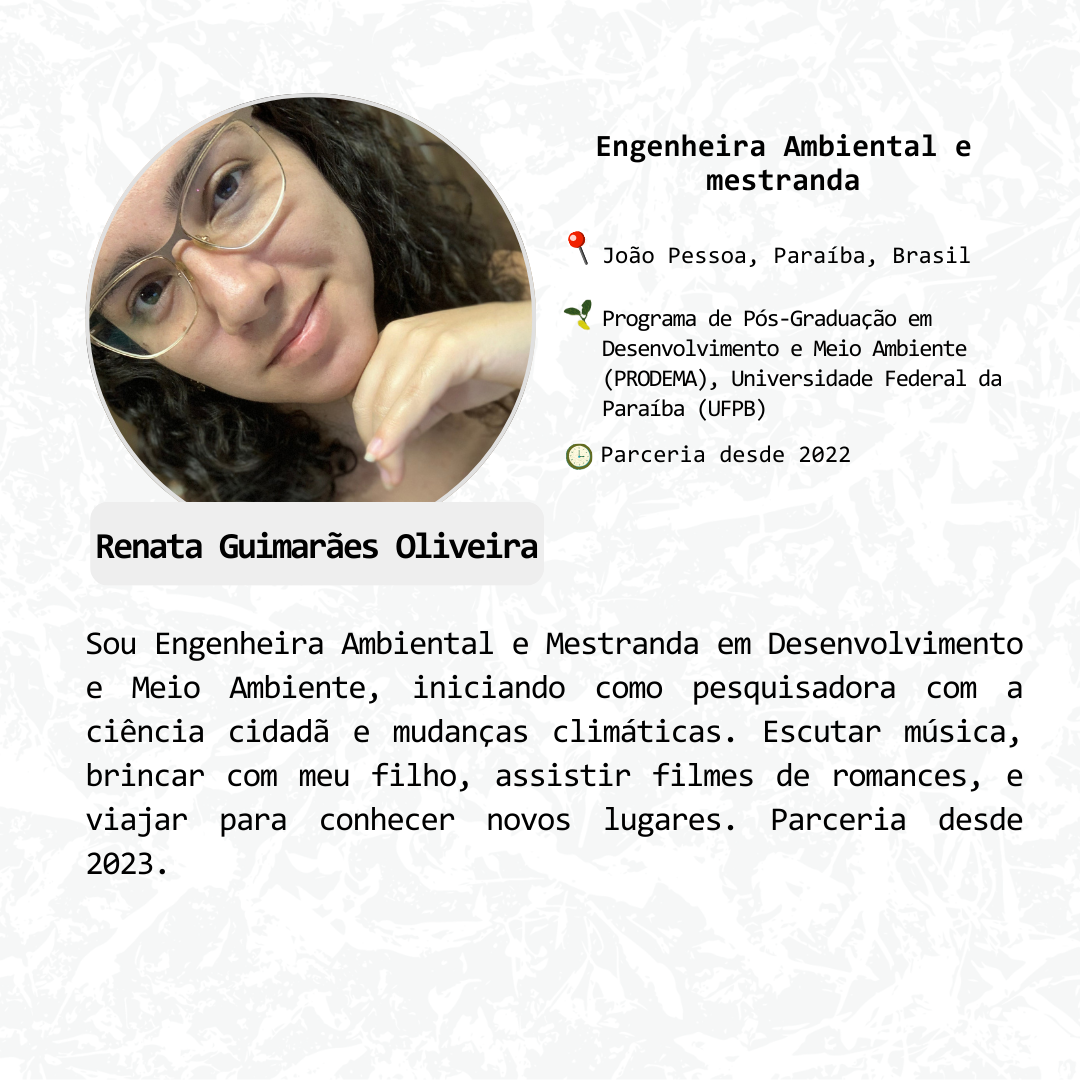 Engenheira Ambiental e
mestranda
João Pessoa, Paraíba, Brasil
Programa de Pós-Graduação em
Desenvolvimento e Meio Ambiente
(PRODEMA), Universidade Federal da
Paraíba (UFPB)
Parceria desde 2022
Renata Guimarães Oliveira
Sou Engenheira Ambiental e Mestranda em Desenvolvimento
e Meio Ambiente, iniciando como pesquisadora com a
ciência cidadã e mudanças climáticas. Escutar música,
brincar com meu filho, assistir filmes de romances, e
viajar para conhecer novos lugares. Parceria desde
2023.